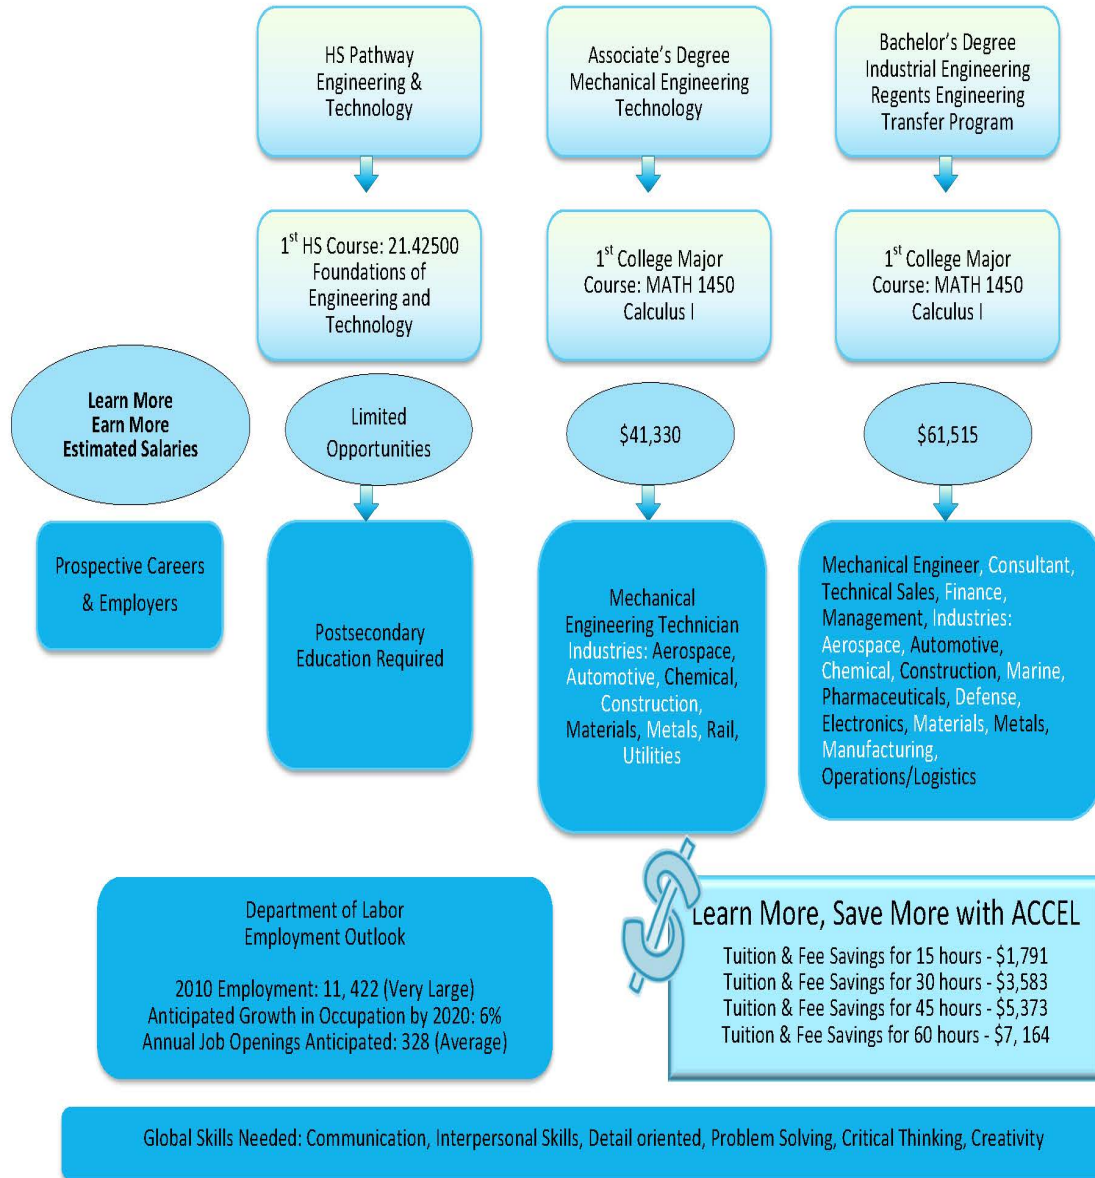 HS Pathway
Engineering &
Technology
Associate's Degree
Mechanical Engineering
Technology
Bachelor's Degree
Industrial Engineering
Regents Engineering
Transfer Program
1st HS Course: 21.42500
Foundations of
Engineering and
Technology
1st College Major
Course: MATH 1450
Calculus I
1st College Major
Course: MATH 1450
Calculus I
Learn More
Earn More
Estimated Salaries
Limited
Opportunities
$41,330
$61,515
Prospective Careers
& Employers
Postsecondary
Education Required
Mechanical
Engineering Technician
Industries: Aerospace,
Automotive, Chemical,
Construction,
Materials, Metals, Rail,
Utilities
Mechanical Engineer, Consultant,
Technical Sales, Finance,
Management, Industries:
Aerospace, Automotive,
Chemical, Construction, Marine,
Pharmaceuticals, Defense,
Electronics, Materials, Metals,
Manufacturing,
Operations/Logistics
Department of Labor
Employment Outlook
2010 Employment: 11, 422 (Very Large)
Anticipated Growth in Occupation by 2020: 6%
Annual Job Openings Anticipated: 328 (Average)
$
Learn More, Save More with ACCEL
Tuition & Fee Savings for 15 hours - $1,791
Tuition & Fee Savings for 30 hours - $3,583
Tuition & Fee Savings for 45 hours - $5,373
Tuition & Fee Savings for 60 hours - $7, 164
Global Skills Needed: Communication, Interpersonal Skills, Detail oriented, Problem Solving, Critical Thinking, Creativity